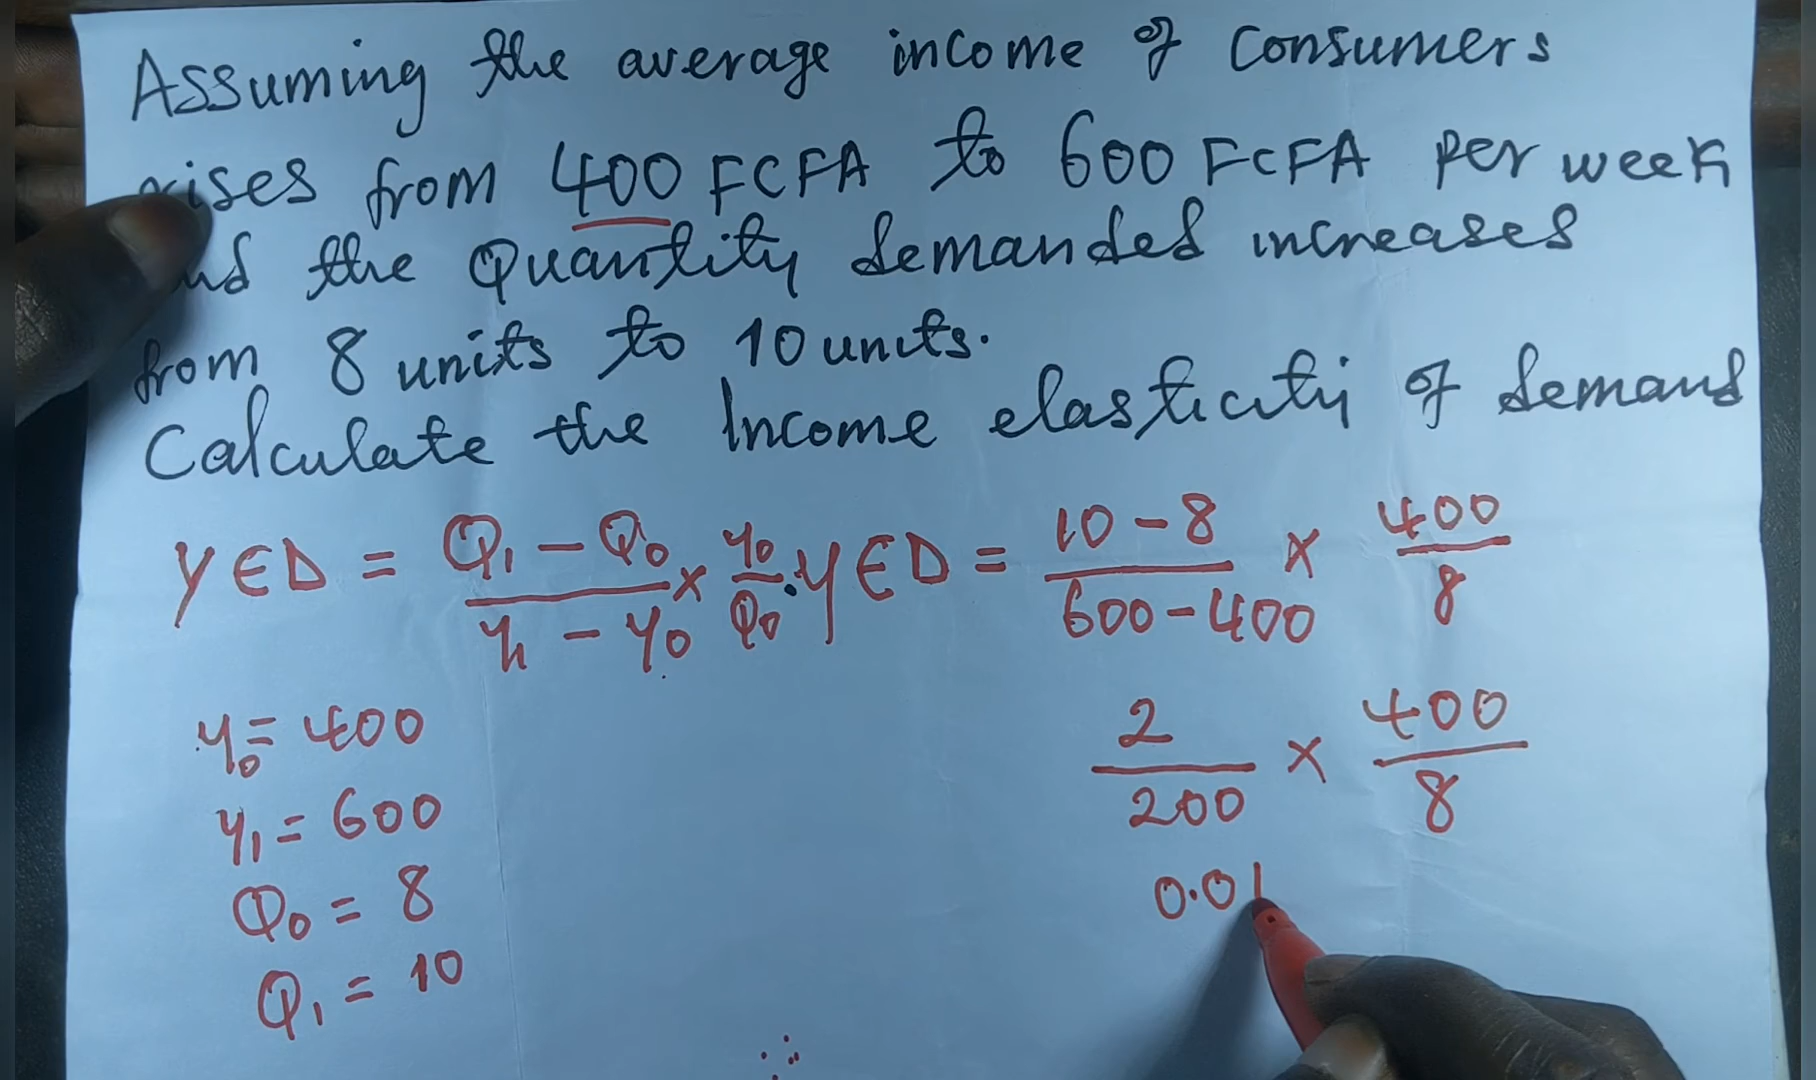 Assuming the average income of consumers
rises from 400 FCFA to 600 FCFA per week
the Quantity demanded increases
from 8 units to 10 units.
Calculate the Income elasticity of demand
YED = Q₁ - Q₀ / Y₁ - Y₀ × Y₀ / Q₀ . YED = 10 - 8 / 600 - 400 × 400 / 8
Y₀ = 400
Y₁ = 600
Q₀ = 8
Q₁ = 10
2 / 200 × 400 / 8
0.01